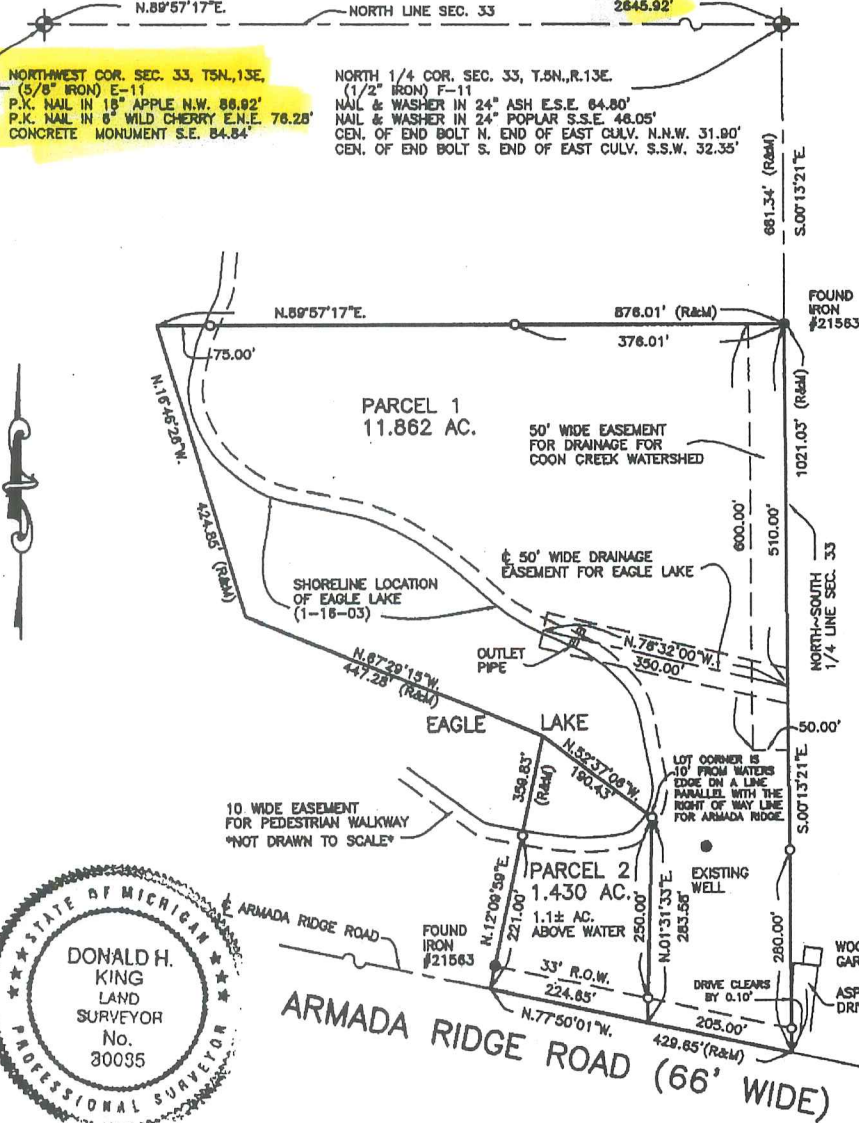 N.89°57'17"E.
NORTH LINE SEC. 33
2645.92'
NORTHWEST COR. SEC. 33, T5N.,13E,
(5/8" IRON) E-11
P.K. NAIL IN 18" APPLE N.W. 86.92'
P.K. NAIL IN 6" WILD CHERRY E.N.E. 76.28'
CONCRETE MONUMENT S.E. 84.84'
NORTH 1/4 COR. SEC. 33, T.5N.,R.13E.
(1/2" IRON) F-11
NAIL & WASHER IN 24" ASH E.S.E. 64.80'
NAIL & WASHER IN 24" POPLAR S.S.E. 46.05'
CEN. OF END BOLT N. END OF EAST CULV. N.N.W. 31.90'
CEN. OF END BOLT S. END OF EAST CULV. S.S.W. 32.35'
681.34' (R&M)
S.00°13'21"E.
N.89°57'17"E.
876.01' (R&M)
376.01'
FOUND
IRON
#21563
75.00'
N.16°46'26"W.
424.85' (R&M)
PARCEL 1
11.862 AC.
50' WIDE EASEMENT
FOR DRAINAGE FOR
COON CREEK WATERSHED
1021.03' (R&M)
600.00'
510.00'
NORTH~SOUTH
1/4 LINE SEC. 33
℄ 50' WIDE DRAINAGE
EASEMENT FOR EAGLE LAKE
SHORELINE LOCATION
OF EAGLE LAKE
(1-16-03)
OUTLET
PIPE
N.76°32'00"W.
350.00'
N.67°29'15"W.
447.28' (R&M)
EAGLE LAKE
50.00'
S.00°13'21"E.
N.52°37'06"W.
190.43'
359.83'
(R&M)
LOT CORNER IS
10' FROM WATERS
EDGE ON A LINE
PARALLEL WITH THE
RIGHT OF WAY LINE
FOR ARMADA RIDGE.
10 WIDE EASEMENT
FOR PEDESTRIAN WALKWAY
*NOT DRAWN TO SCALE*
PARCEL 2
1.430 AC.
1.1± AC.
ABOVE WATER
EXISTING
WELL
N.12°09'59"E.
221.00'
250.00'
N.01°31'33"E.
283.56'
280.00'
℄ ARMADA RIDGE ROAD
FOUND
IRON
#21563
33' R.O.W.
224.65'
N.77°50'01"W.
DRIVE CLEARS
BY 0.10'
205.00'
429.65'(R&M)
WOO
GAR
ASP
DRI
ARMADA RIDGE ROAD (66' WIDE)
STATE OF MICHIGAN
DONALD H.
KING
LAND
SURVEYOR
No.
30035
PROFESSIONAL SURVEYOR